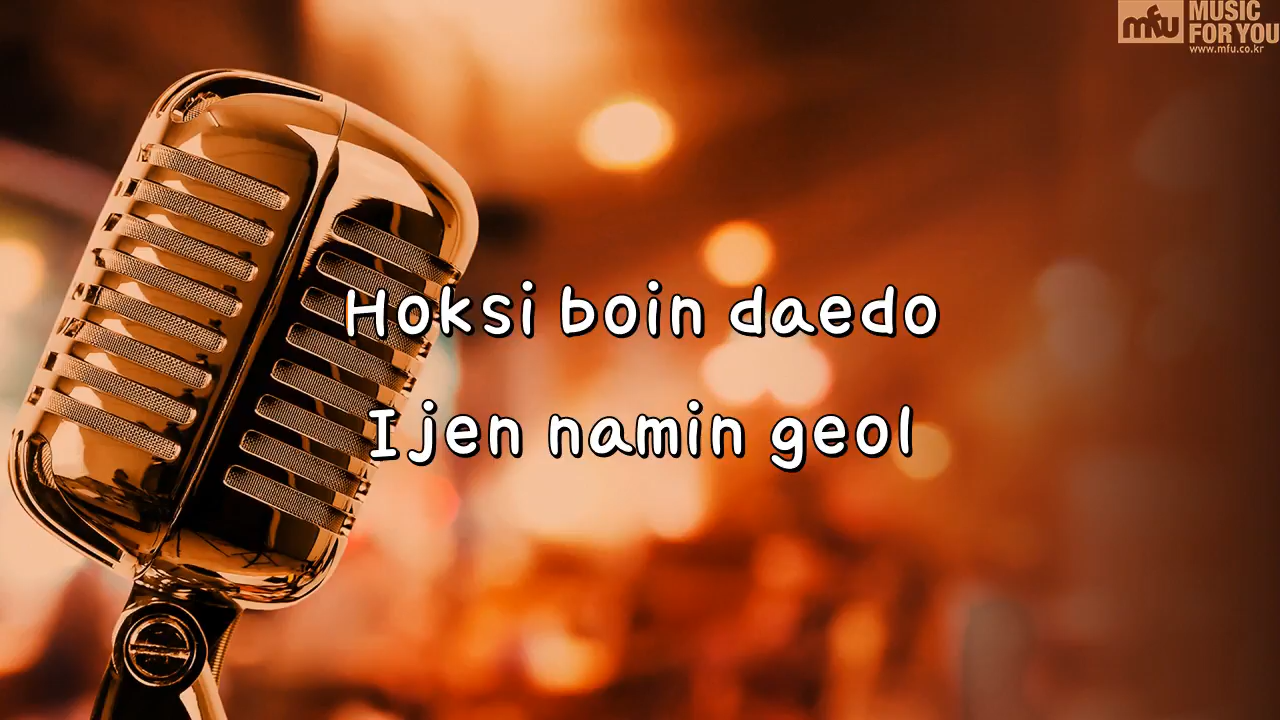 mfu MUSIC
FOR YOU
www.mfu.co.kr
Hoksi boin daedo
Ijen namin geol